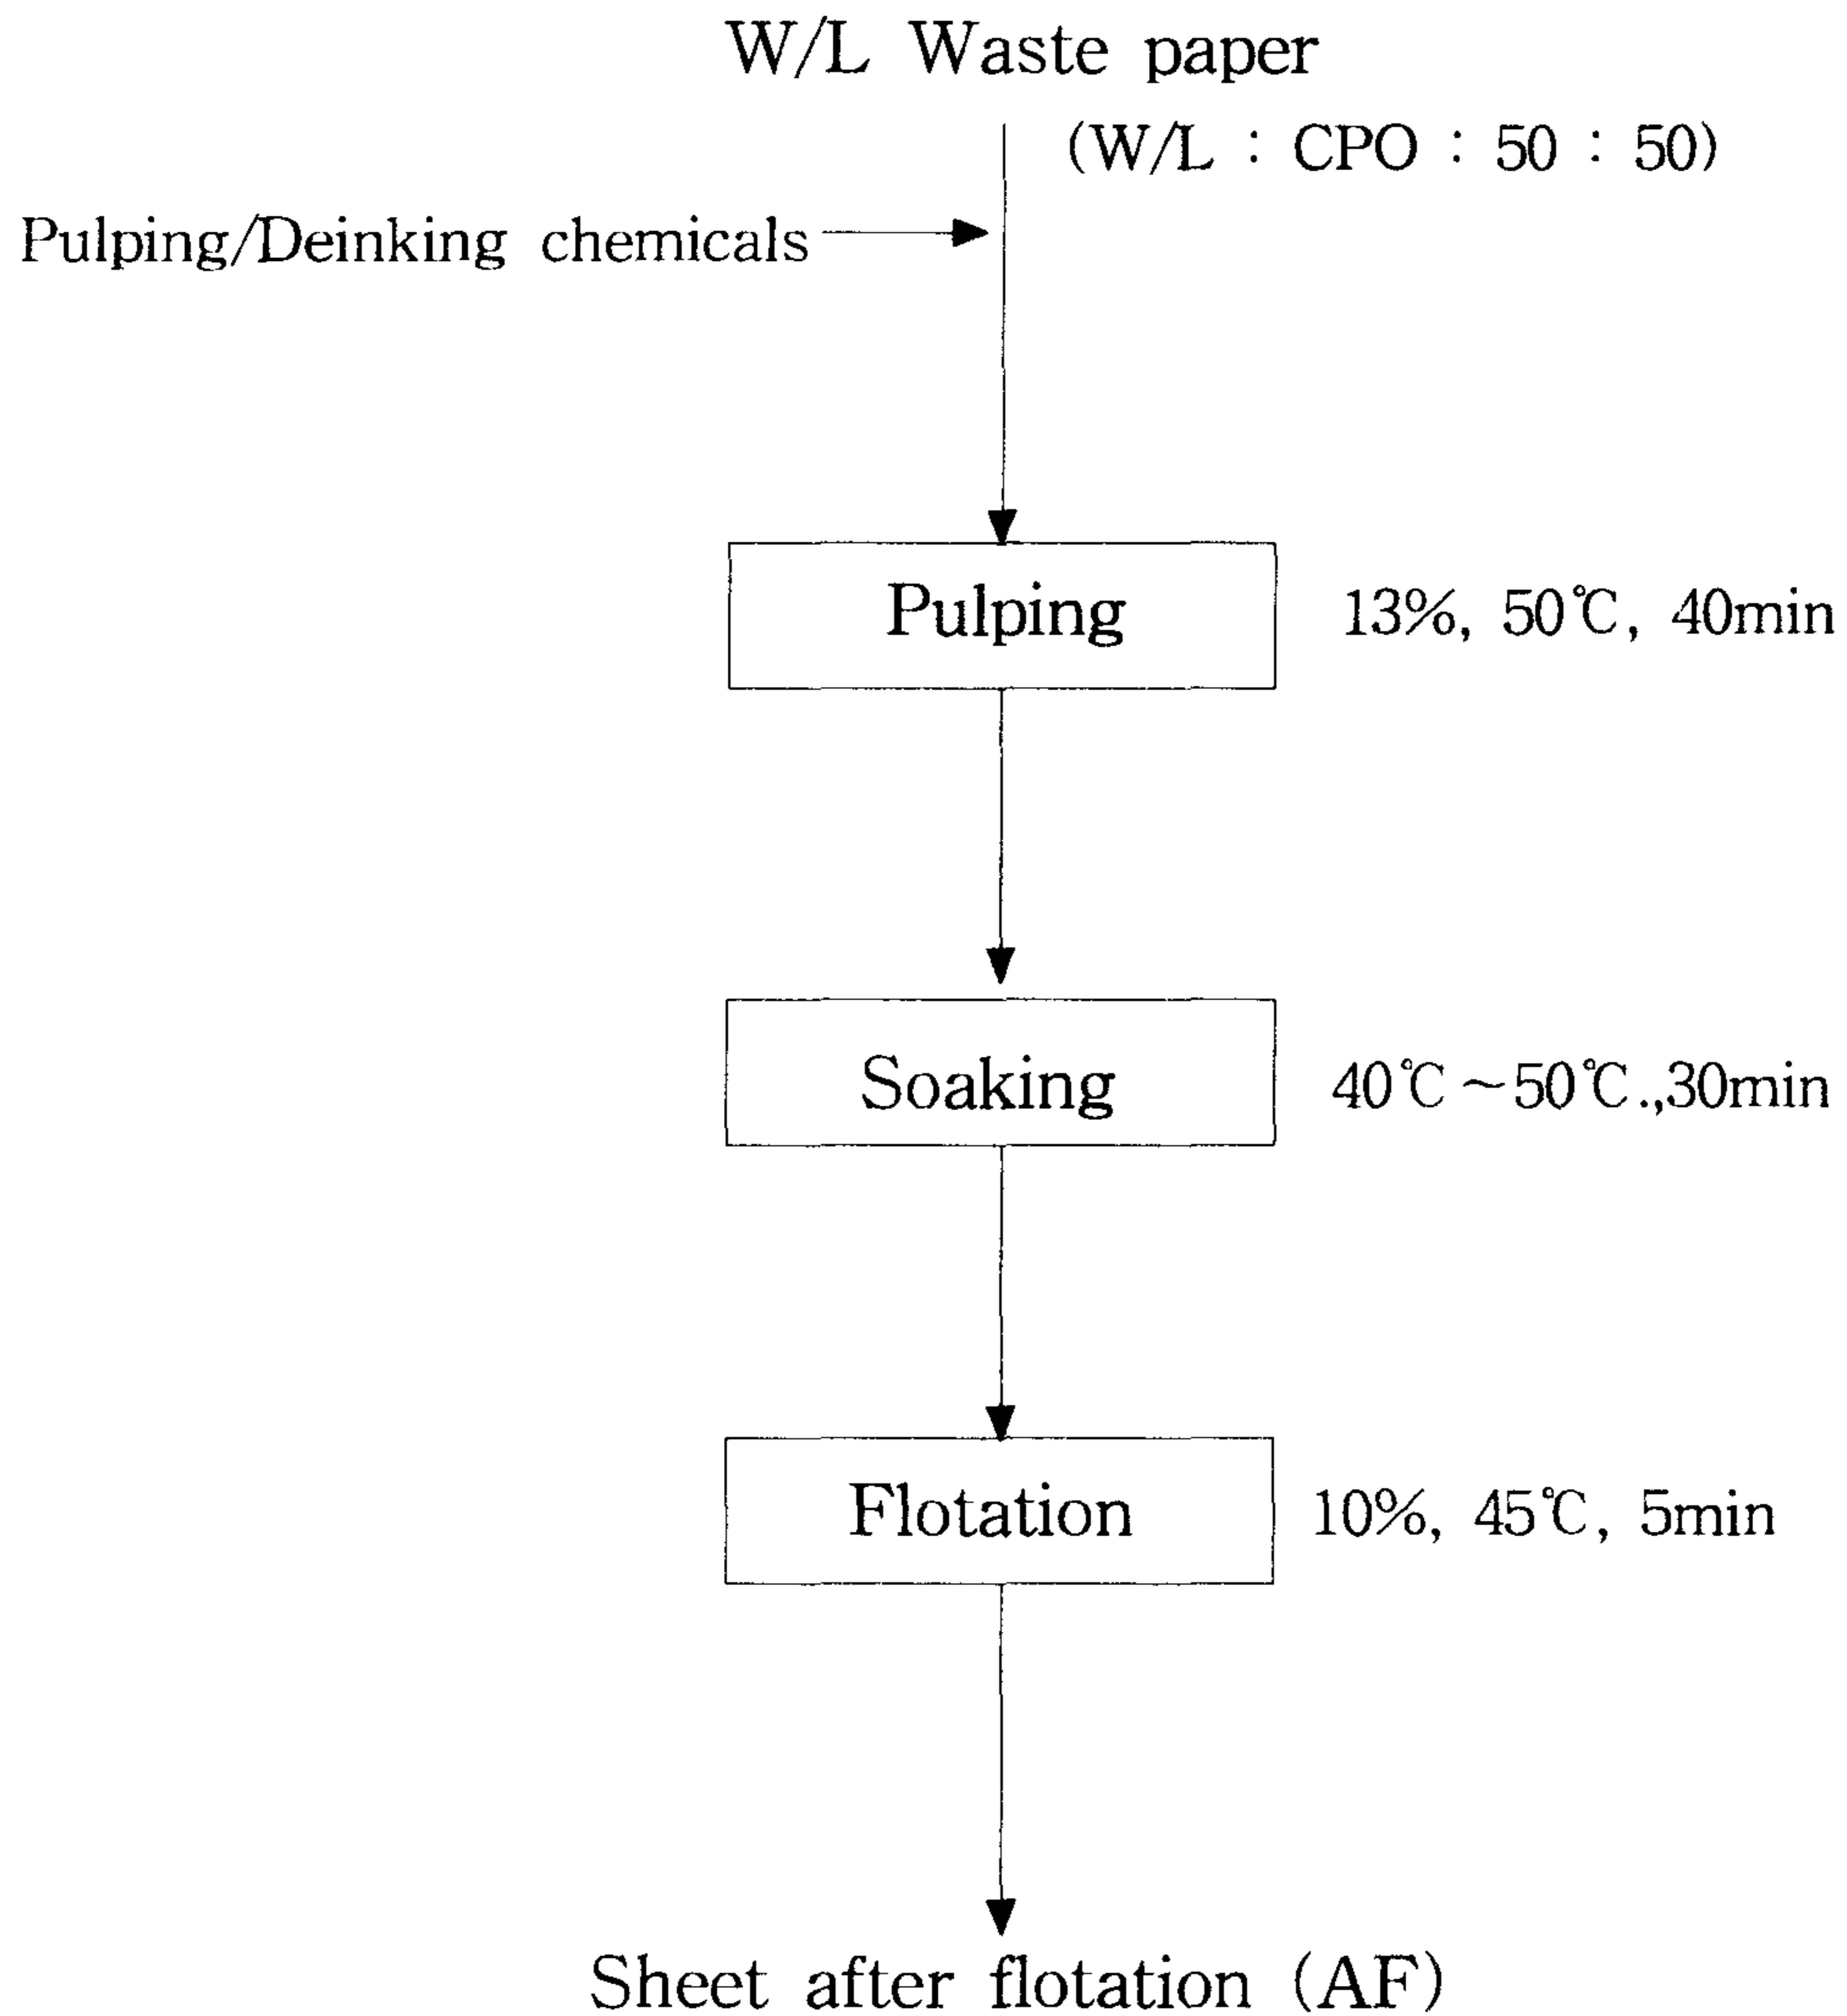 W/L Waste paper
(W/L : CPO : 50 : 50)
Pulping/Deinking chemicals
Pulping
13%, 50℃, 40min
Soaking
40℃~50℃.,30min
Flotation
10%, 45℃, 5min
Sheet after flotation (AF)